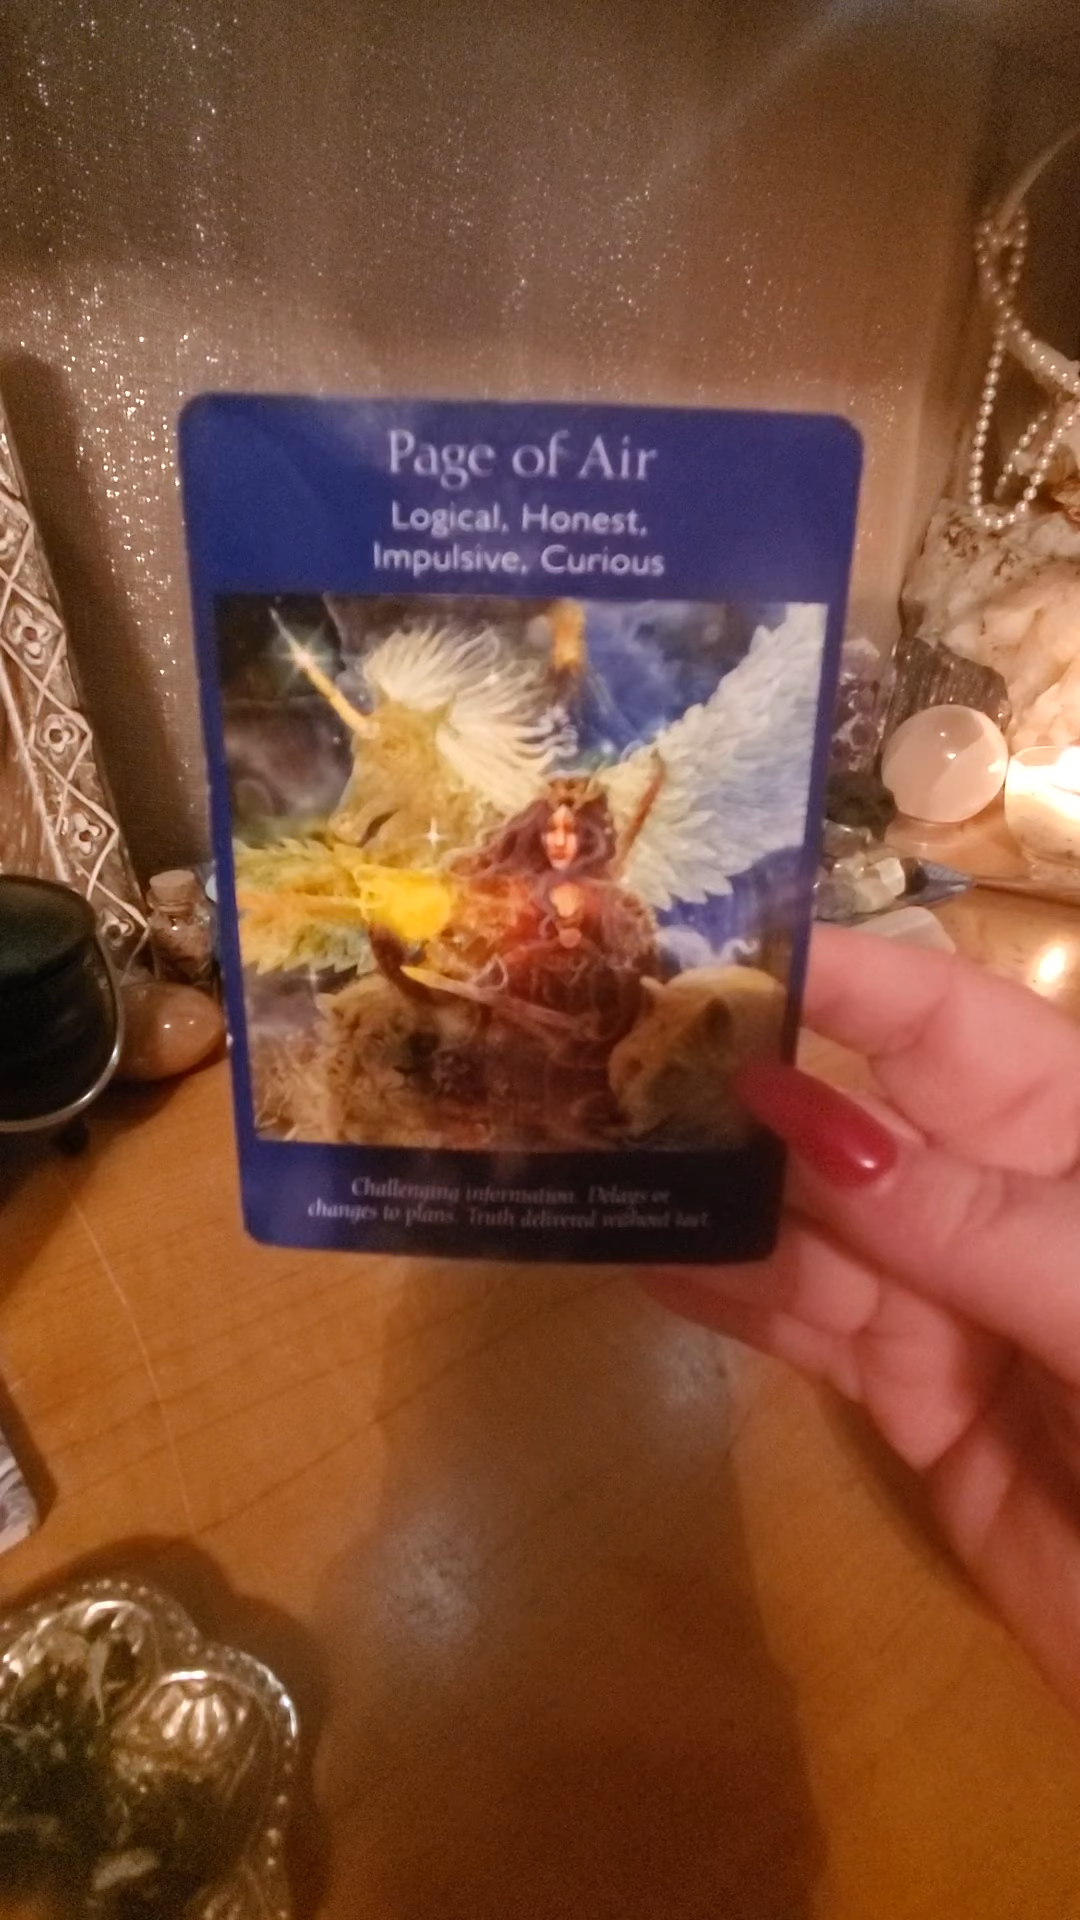 Page of Air
Logical, Honest,
Impulsive, Curious
Challenging information. Delays or
changes to plans. Truth delivered without tact.